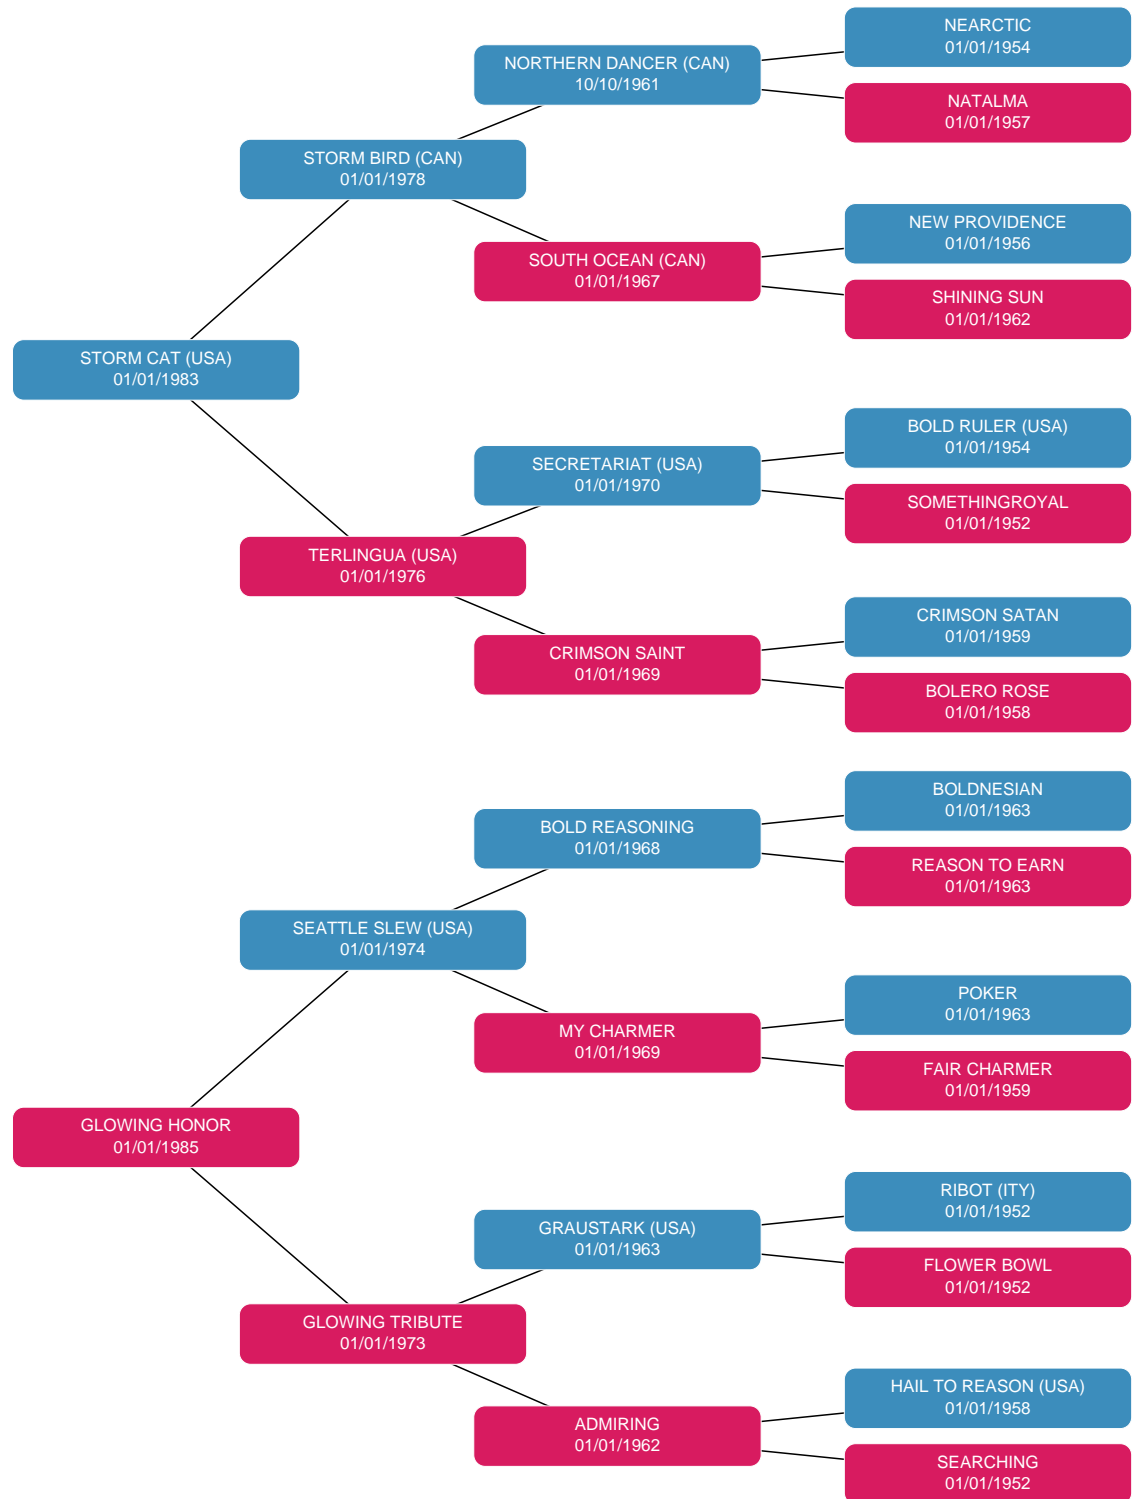 NEARCTIC
01/01/1954
NORTHERN DANCER (CAN)
10/10/1961
NATALMA
01/01/1957
STORM BIRD (CAN)
01/01/1978
NEW PROVIDENCE
01/01/1956
SOUTH OCEAN (CAN)
01/01/1967
SHINING SUN
01/01/1962
STORM CAT (USA)
01/01/1983
BOLD RULER (USA)
01/01/1954
SECRETARIAT (USA)
01/01/1970
SOMETHINGROYAL
01/01/1952
TERLINGUA (USA)
01/01/1976
CRIMSON SATAN
01/01/1959
CRIMSON SAINT
01/01/1969
BOLERO ROSE
01/01/1958
BOLDNESIAN
01/01/1963
BOLD REASONING
01/01/1968
REASON TO EARN
01/01/1963
SEATTLE SLEW (USA)
01/01/1974
POKER
01/01/1963
MY CHARMER
01/01/1969
FAIR CHARMER
01/01/1959
GLOWING HONOR
01/01/1985
RIBOT (ITY)
01/01/1952
GRAUSTARK (USA)
01/01/1963
FLOWER BOWL
01/01/1952
GLOWING TRIBUTE
01/01/1973
HAIL TO REASON (USA)
01/01/1958
ADMIRING
01/01/1962
SEARCHING
01/01/1952